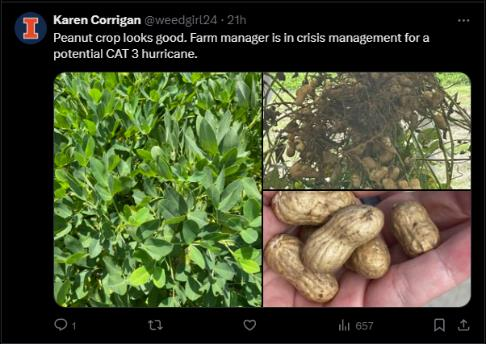 Karen Corrigan @weedgirl24 · 21h
Peanut crop looks good. Farm manager is in crisis management for a
potential CAT 3 hurricane.
1 657